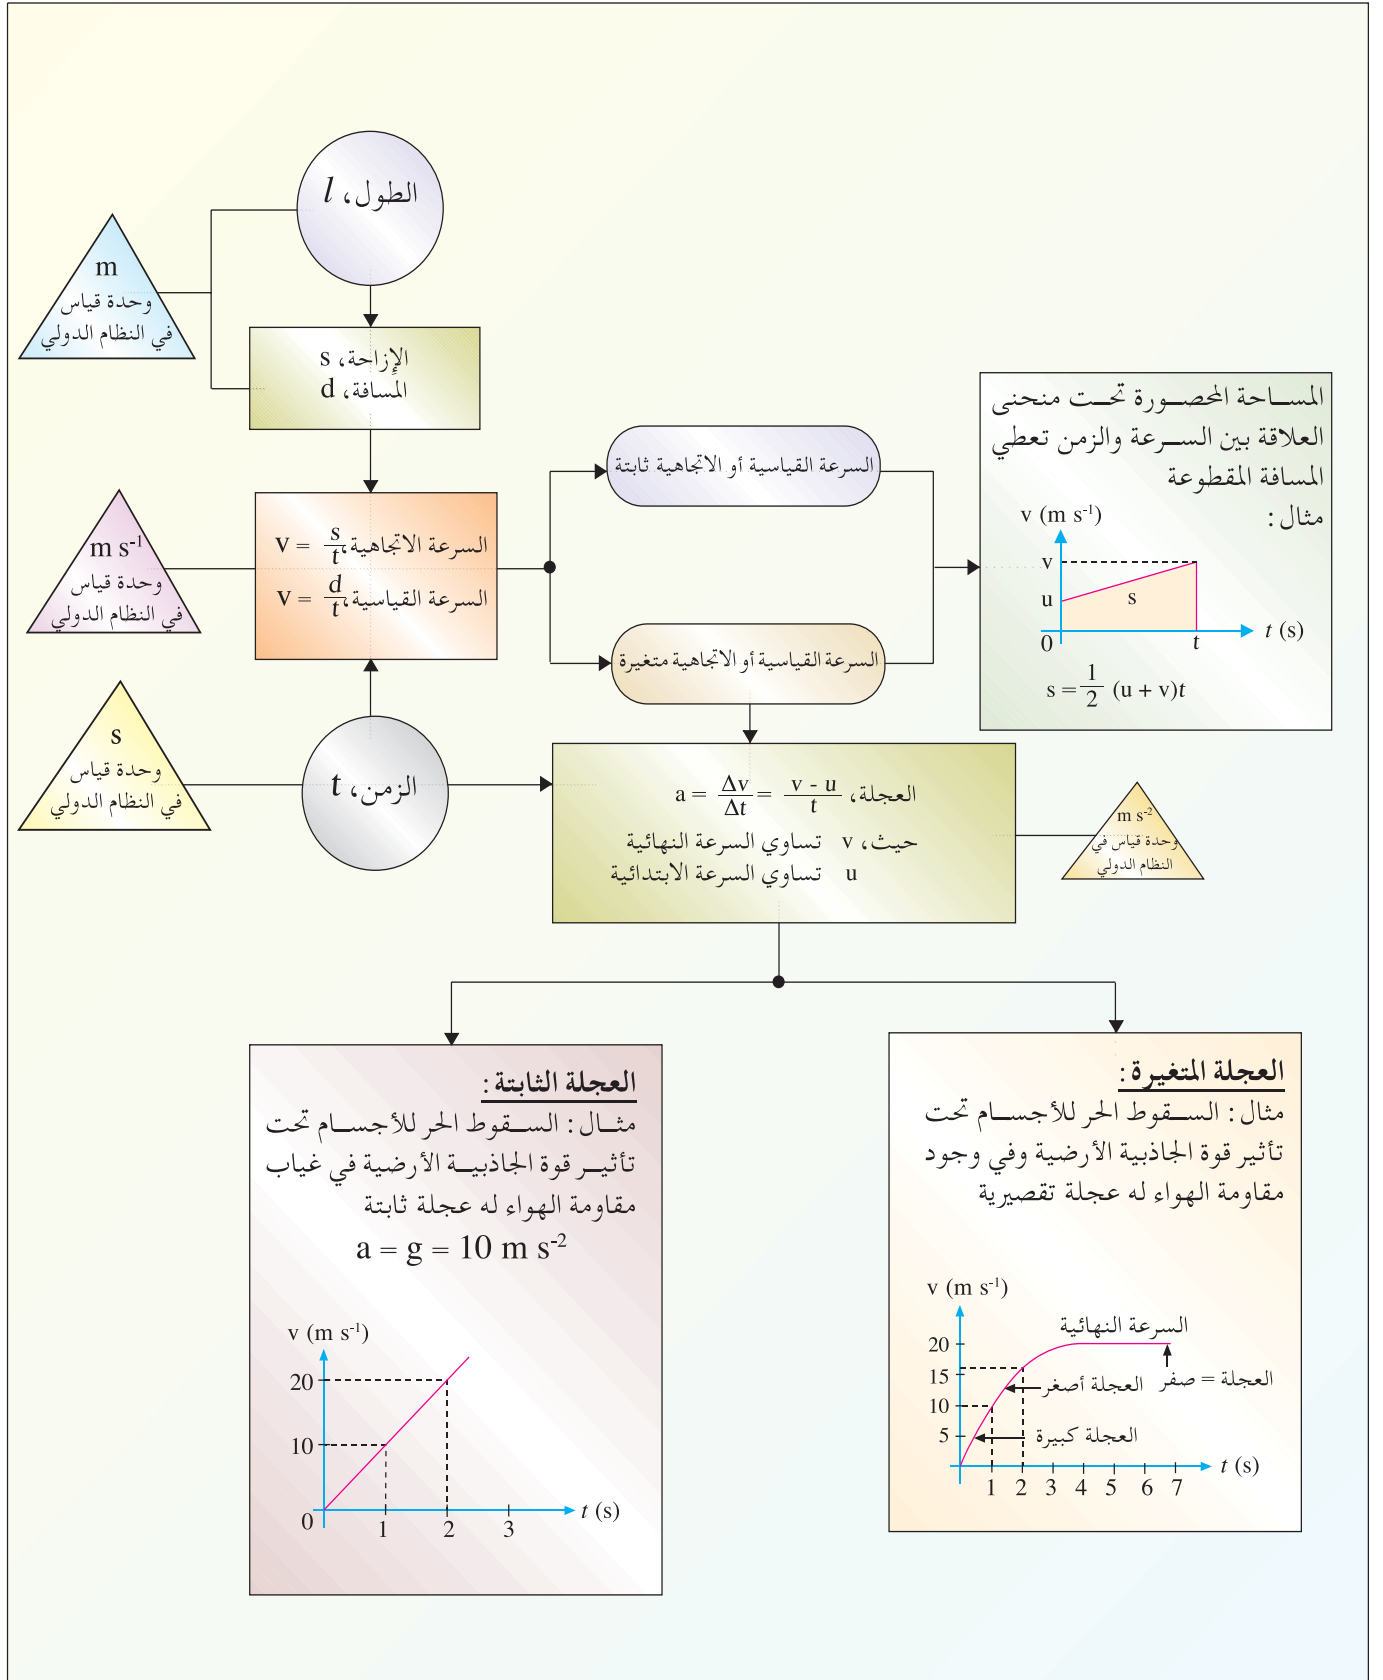 الطول، l
m
وحدة قياس
في النظام الدولي
الإزاحة، s
المسافة، d
m s-1
وحدة قياس
في النظام الدولي
السرعة الاتجاهية، v = s/t
السرعة القياسية، v = d/t
السرعة القياسية أو الاتجاهية ثابتة
السرعة القياسية أو الاتجاهية متغيرة
المساحة المحصورة تحت منحنى
العلاقة بين السرعة والزمن تعطي
المسافة المقطوعة
مثال :
v (m s-1)
v
u
s
0
t
t (s)
s = 1/2 (u + v)t
s
وحدة قياس
في النظام الدولي
الزمن، t
العجلة، a = Δv/Δt = v - u/t
حيث، v تساوي السرعة النهائية
u تساوي السرعة الابتدائية
m s-2
وحدة قياس في
النظام الدولي
العجلة المتغيرة :
مثال : السقوط الحر للأجسام تحت
تأثير قوة الجاذبية الأرضية وفي وجود
مقاومة الهواء له عجلة تقصيرية
v (m s-1)
السرعة النهائية
20
15
10
5
العجلة = صفر
العجلة أصغر
العجلة كبيرة
1 2 3 4 5 6 7
t (s)
العجلة الثابتة :
مثال : السقوط الحر للأجسام تحت
تأثير قوة الجاذبية الأرضية في غياب
مقاومة الهواء له عجلة ثابتة
a = g = 10 m s-2
v (m s-1)
20
10
0
1 2 3
t (s)